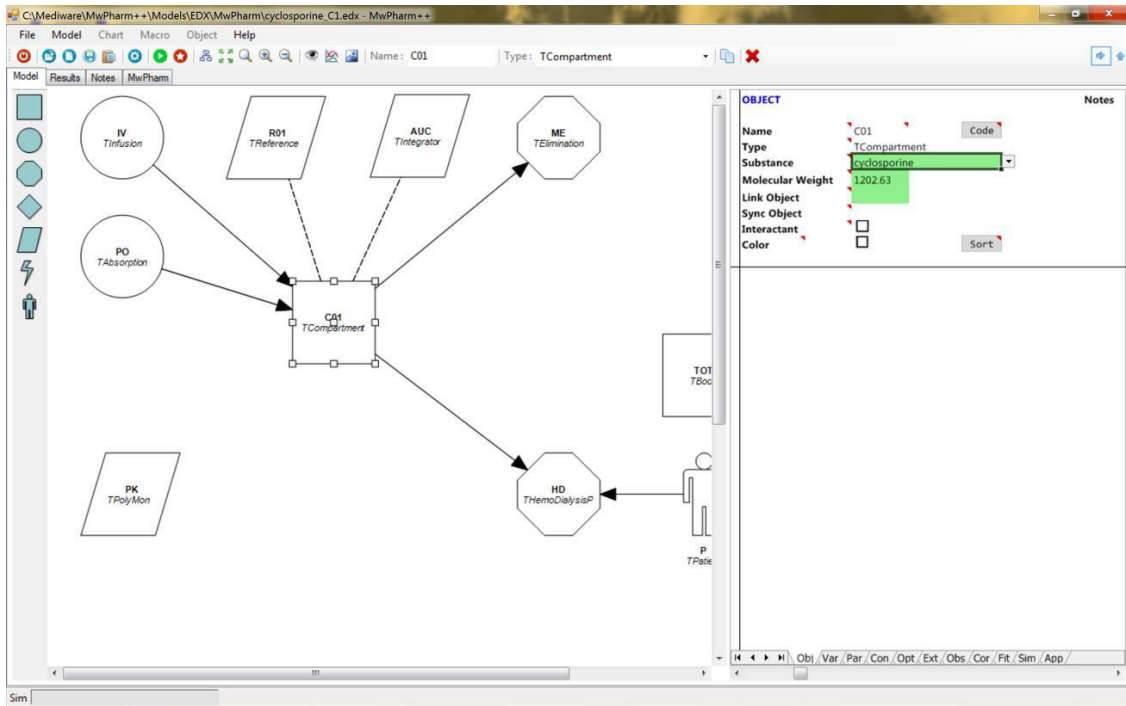 C:\Mediware\MwPharm++\Models\EDX\MwPharm\cyclosporine_C1.edx - MwPharm++
File Model Chart Macro Object Help
Name: C01 Type: TCompartment
Model Results Notes MwPharm
IV
TInfusion
R01
TReference
AUC
TIntegrator
ME
TElimination
PO
TAbsorption
C01
TCompartment
TOT
TBod
PK
TPolyMon
HD
THemoDialysisP
P
TPatie
OBJECT Notes
Name C01 Code
Type TCompartment
Substance cyclosporine
Molecular Weight 1202.63
Link Object
Sync Object
Interactant
Color Sort
Obj Var Par Con Opt Ext Obs Cor Fit Sim App
Sim